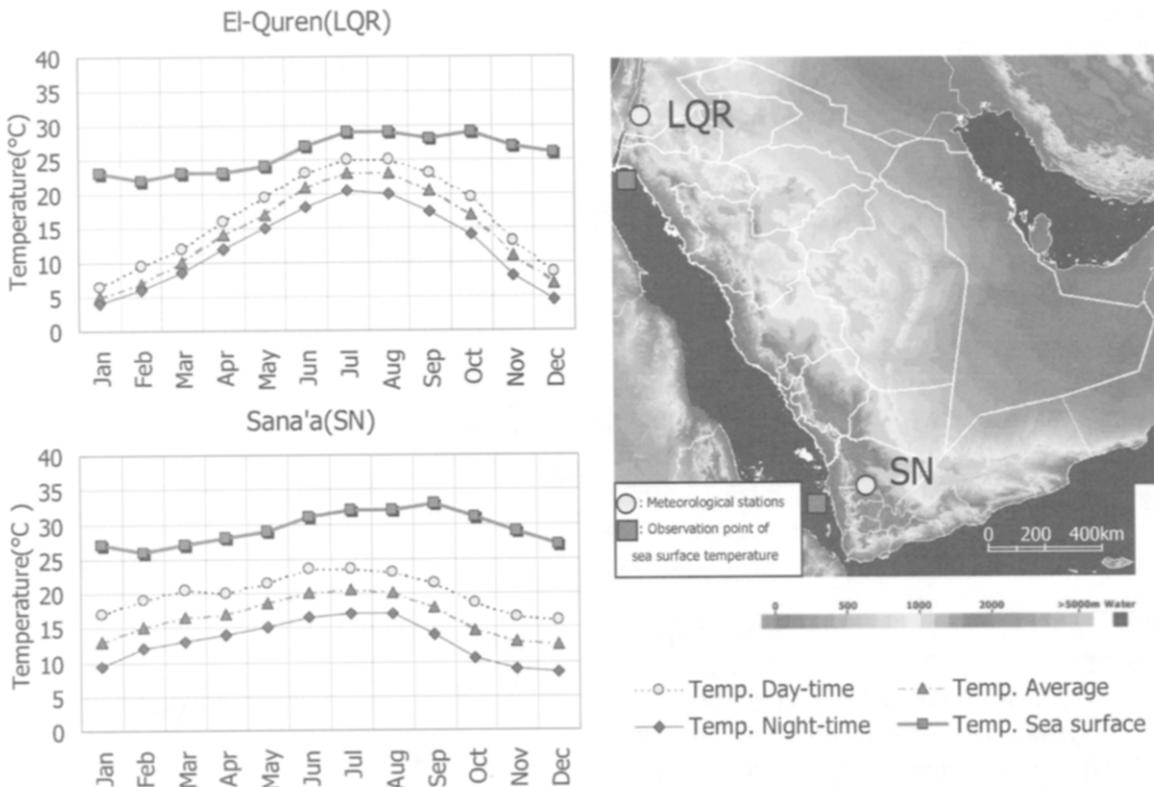 El-Quren(LQR)
Temperature(°C)
40
35
30
25
20
15
10
5
0
Jan
Feb
Mar
Apr
May
Jun
Jul
Aug
Sep
Oct
Nov
Dec
Sana'a(SN)
Temperature(°C )
40
35
30
25
20
15
10
5
0
Jan
Feb
Mar
Apr
May
Jun
Jul
Aug
Sep
Oct
Nov
Dec
LQR
SN
: Meteorological stations
: Observation point of
sea surface temperature
0 200 400km
0 500 1000 2000 >5000m Water
Temp. Day-time
Temp. Average
Temp. Night-time
Temp. Sea surface